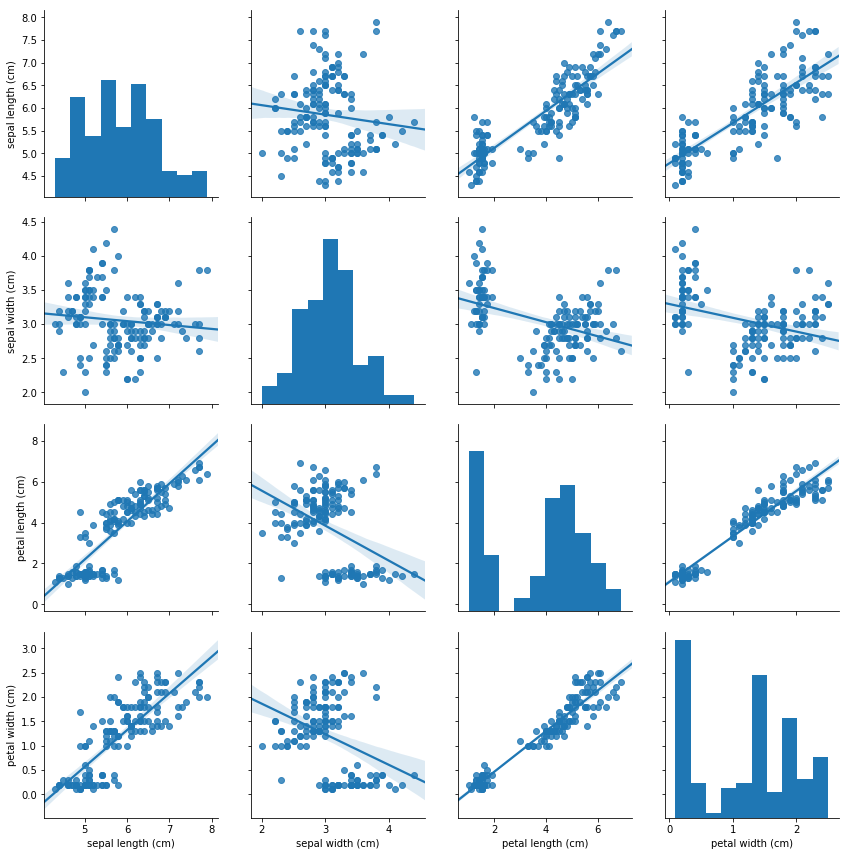 8.0
7.5
7.0
6.5
6.0
5.5
5.0
4.5
sepal length (cm)
4.5
4.0
3.5
3.0
2.5
2.0
sepal width (cm)
8
6
4
2
0
petal length (cm)
3.0
2.5
2.0
1.5
1.0
0.5
0.0
petal width (cm)
5 6 7 8
sepal length (cm)
2 3 4
sepal width (cm)
2 4 6
petal length (cm)
0 1 2
petal width (cm)